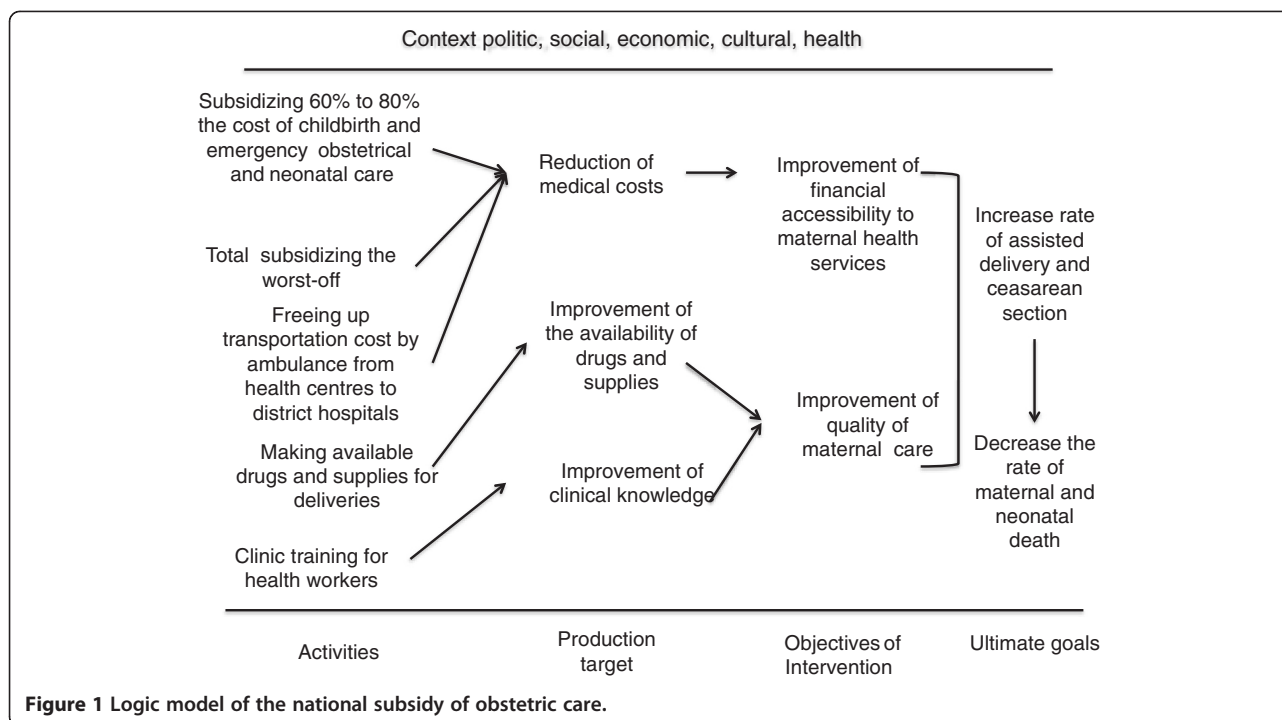 Context politic, social, economic, cultural, health
Subsidizing 60% to 80%
the cost of childbirth and
emergency obstetrical
and neonatal care
Total subsidizing the
worst-off
Freeing up
transportation cost by
ambulance from
health centres to
district hospitals
Making available
drugs and supplies for
deliveries
Clinic training for
health workers
Reduction of
medical costs
Improvement of
the availability of
drugs and
supplies
Improvement of
clinical knowledge
Improvement of
financial
accessibility to
maternal health
services
Improvement of
quality of
maternal care
Increase rate
of assisted
delivery and
ceasarean
section
Decrease the
rate of
maternal and
neonatal
death
Activities
Production
target
Objectives of
Intervention
Ultimate goals
Figure 1 Logic model of the national subsidy of obstetric care.